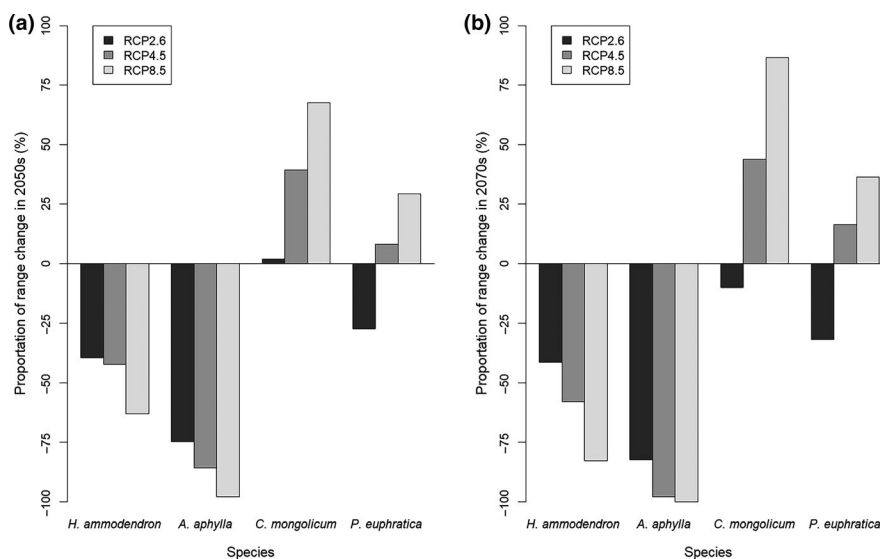 (a)
RCP2.6
RCP4.5
RCP8.5
Proportation of range change in 2050s (%)
100
75
50
25
0
-25
-50
-75
-100
H. ammodendron A. aphylla C. mongolicum P. euphratica
Species
(b)
RCP2.6
RCP4.5
RCP8.5
Proportation of range change in 2070s (%)
100
75
50
25
0
-25
-50
-75
-100
H. ammodendron A. aphylla C. mongolicum P. euphratica
Species